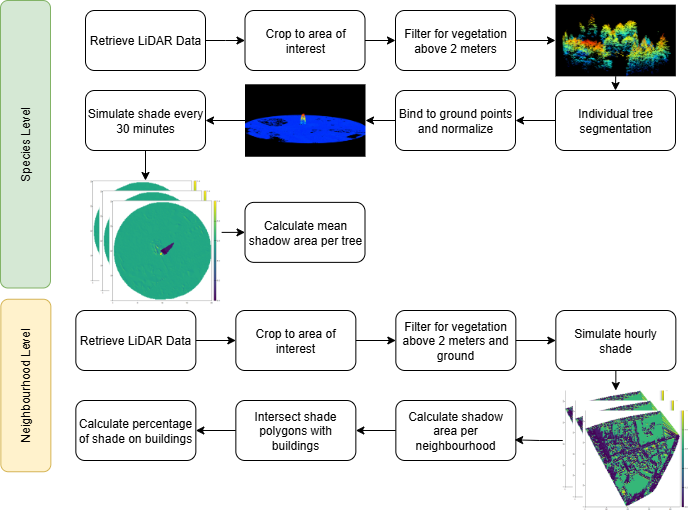 Species Level
Retrieve LiDAR Data
Crop to area of
interest
Filter for vegetation
above 2 meters
Simulate shade every
30 minutes
Bind to ground points
and normalize
Individual tree
segmentation
Calculate mean
shadow area per tree
Neighbourhood Level
Retrieve LiDAR Data
Crop to area of
interest
Filter for vegetation
above 2 meters and
ground
Simulate hourly
shade
Calculate percentage
of shade on buildings
Intersect shade
polygons with
buildings
Calculate shadow
area per
neighbourhood